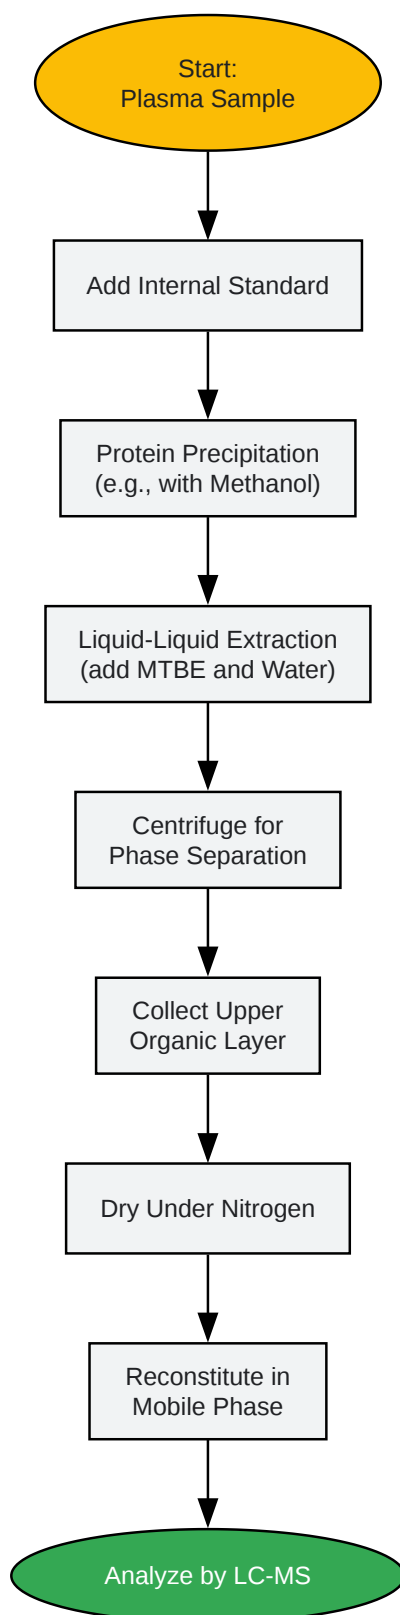 Start:
Plasma Sample
Add Internal Standard
Protein Precipitation
(e.g., with Methanol)
Liquid-Liquid Extraction
(add MTBE and Water)
Centrifuge for
Phase Separation
Collect Upper
Organic Layer
Dry Under Nitrogen
Reconstitute in
Mobile Phase
Analyze by LC-MS